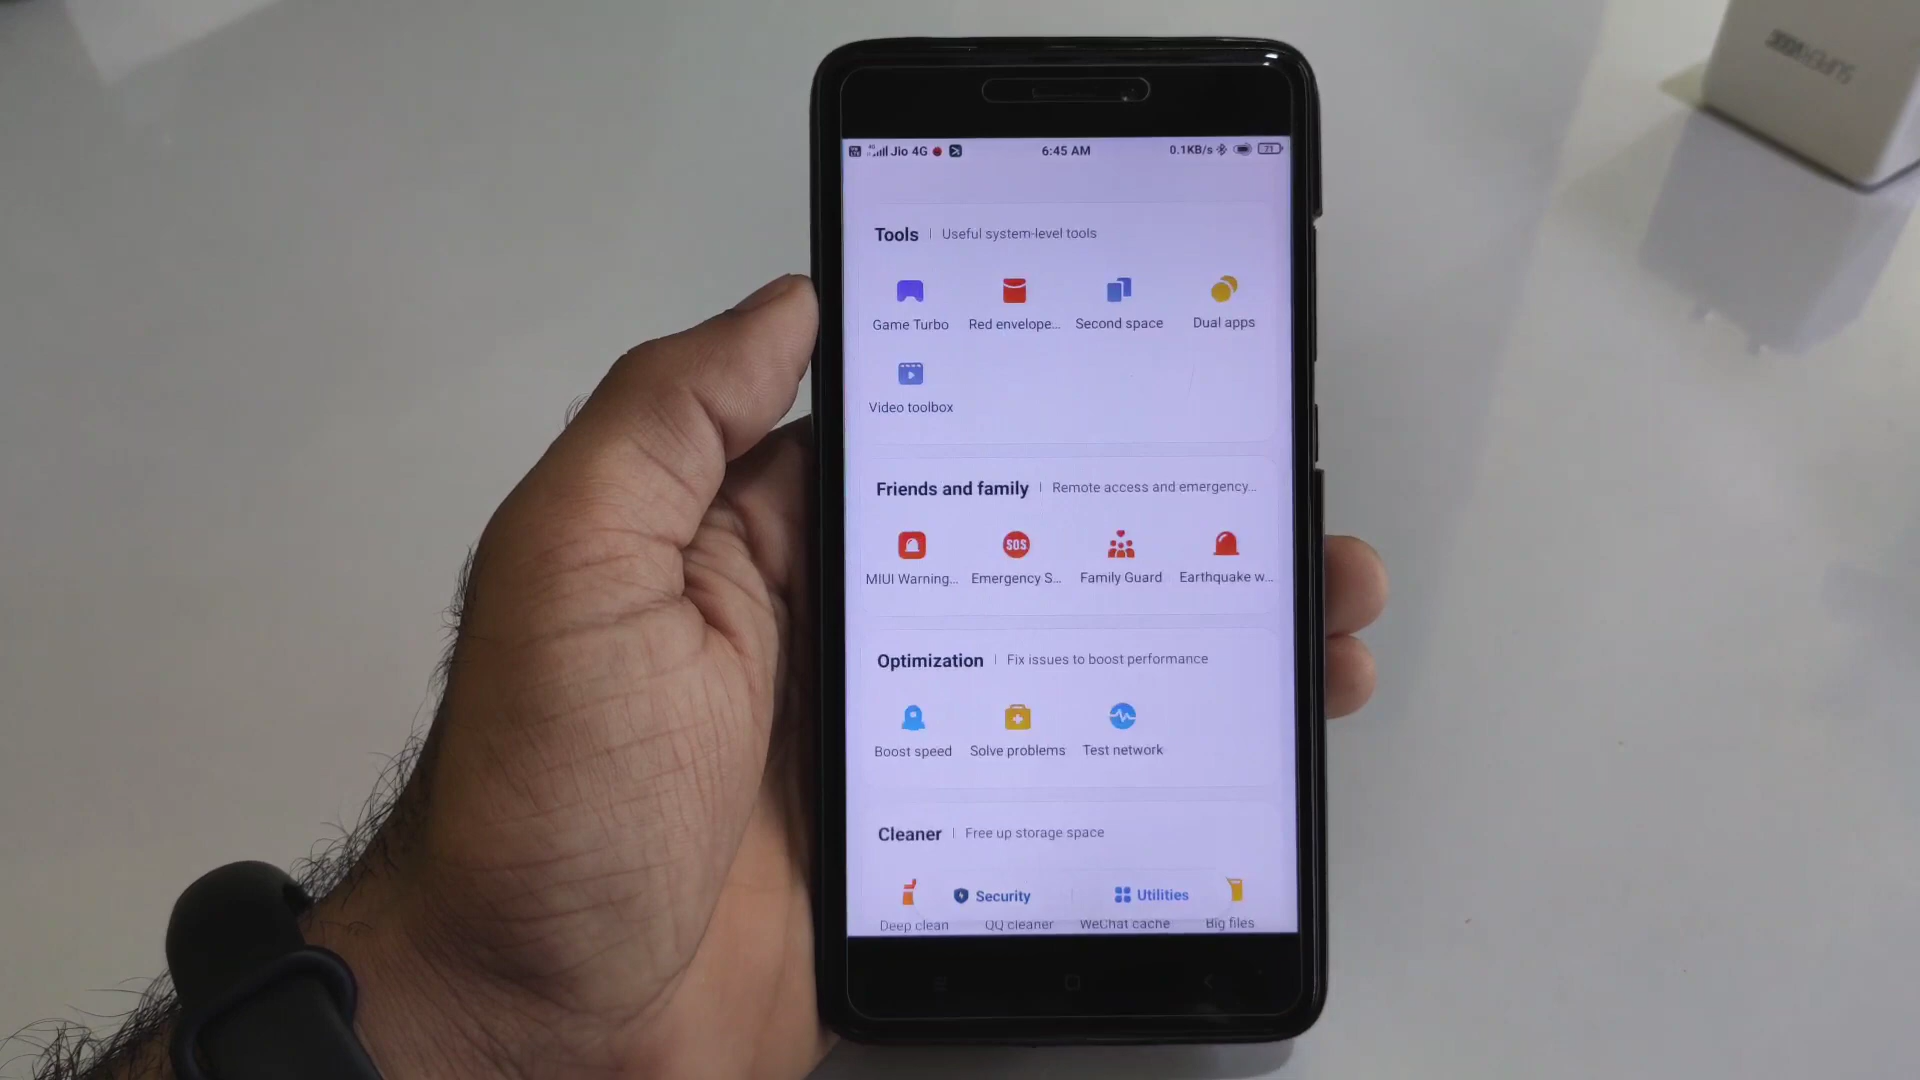 SUPERVOOC
Jio 4G 6:45 AM 0.1KB/s 71
Tools | Useful system-level tools
Game Turbo Red envelope... Second space Dual apps
Video toolbox
Friends and family | Remote access and emergency...
SOS
MIUI Warning... Emergency S... Family Guard Earthquake w...
Optimization | Fix issues to boost performance
Boost speed Solve problems Test network
Cleaner | Free up storage space
Security Utilities
Deep clean QQ cleaner WeChat cache Big files